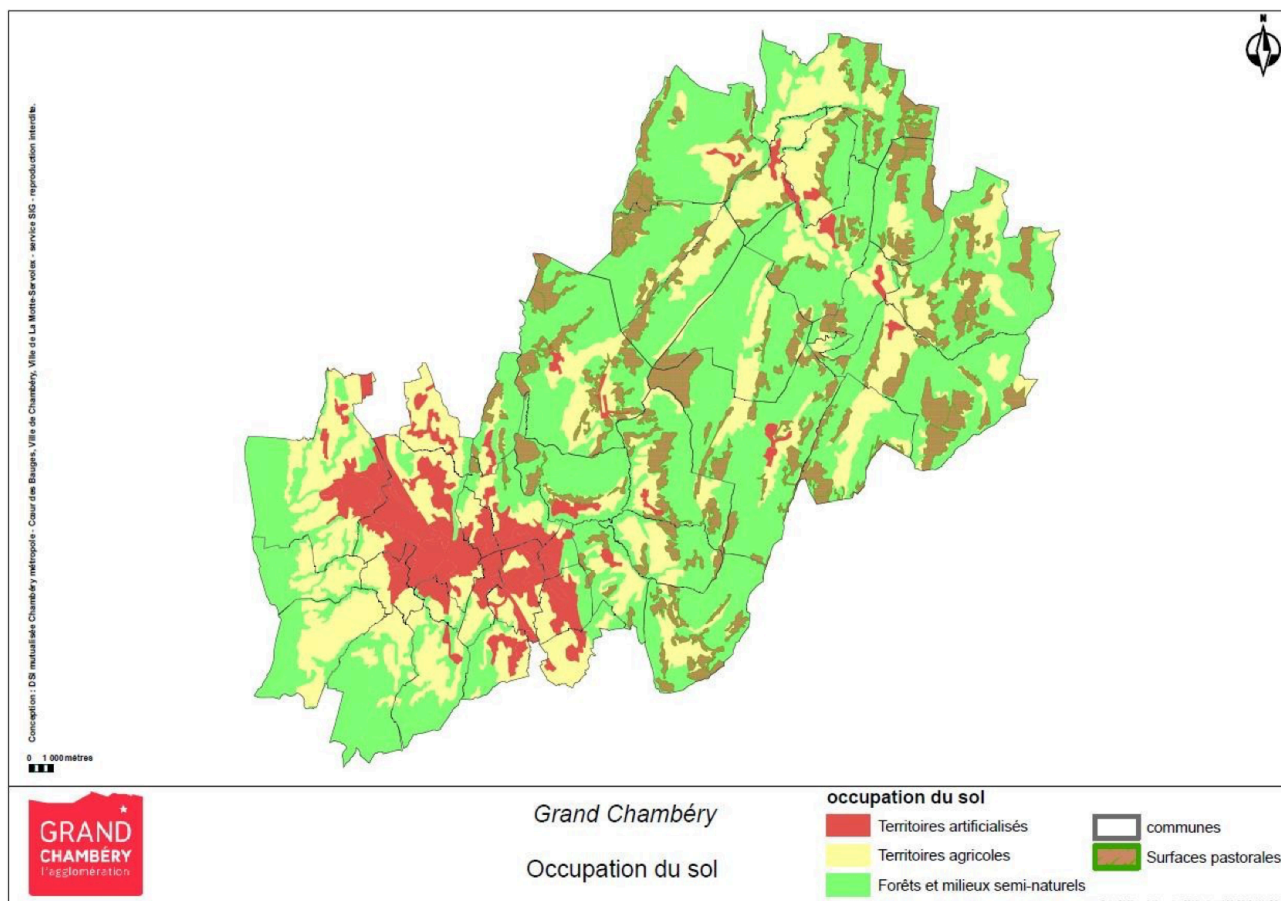 N
Conception : DSI mutualisée Chambéry métropole - Cœur des Bauges, Ville de Chambéry, Ville de La Motte-Servolex - service SIG - reproduction interdite.
0 1 000 mètres
GRAND
CHAMBÉRY
l'agglomération
Grand Chambéry
Occupation du sol
occupation du sol
Territoires artificialisés
Territoires agricoles
Forêts et milieux semi-naturels
communes
Surfaces pastorales